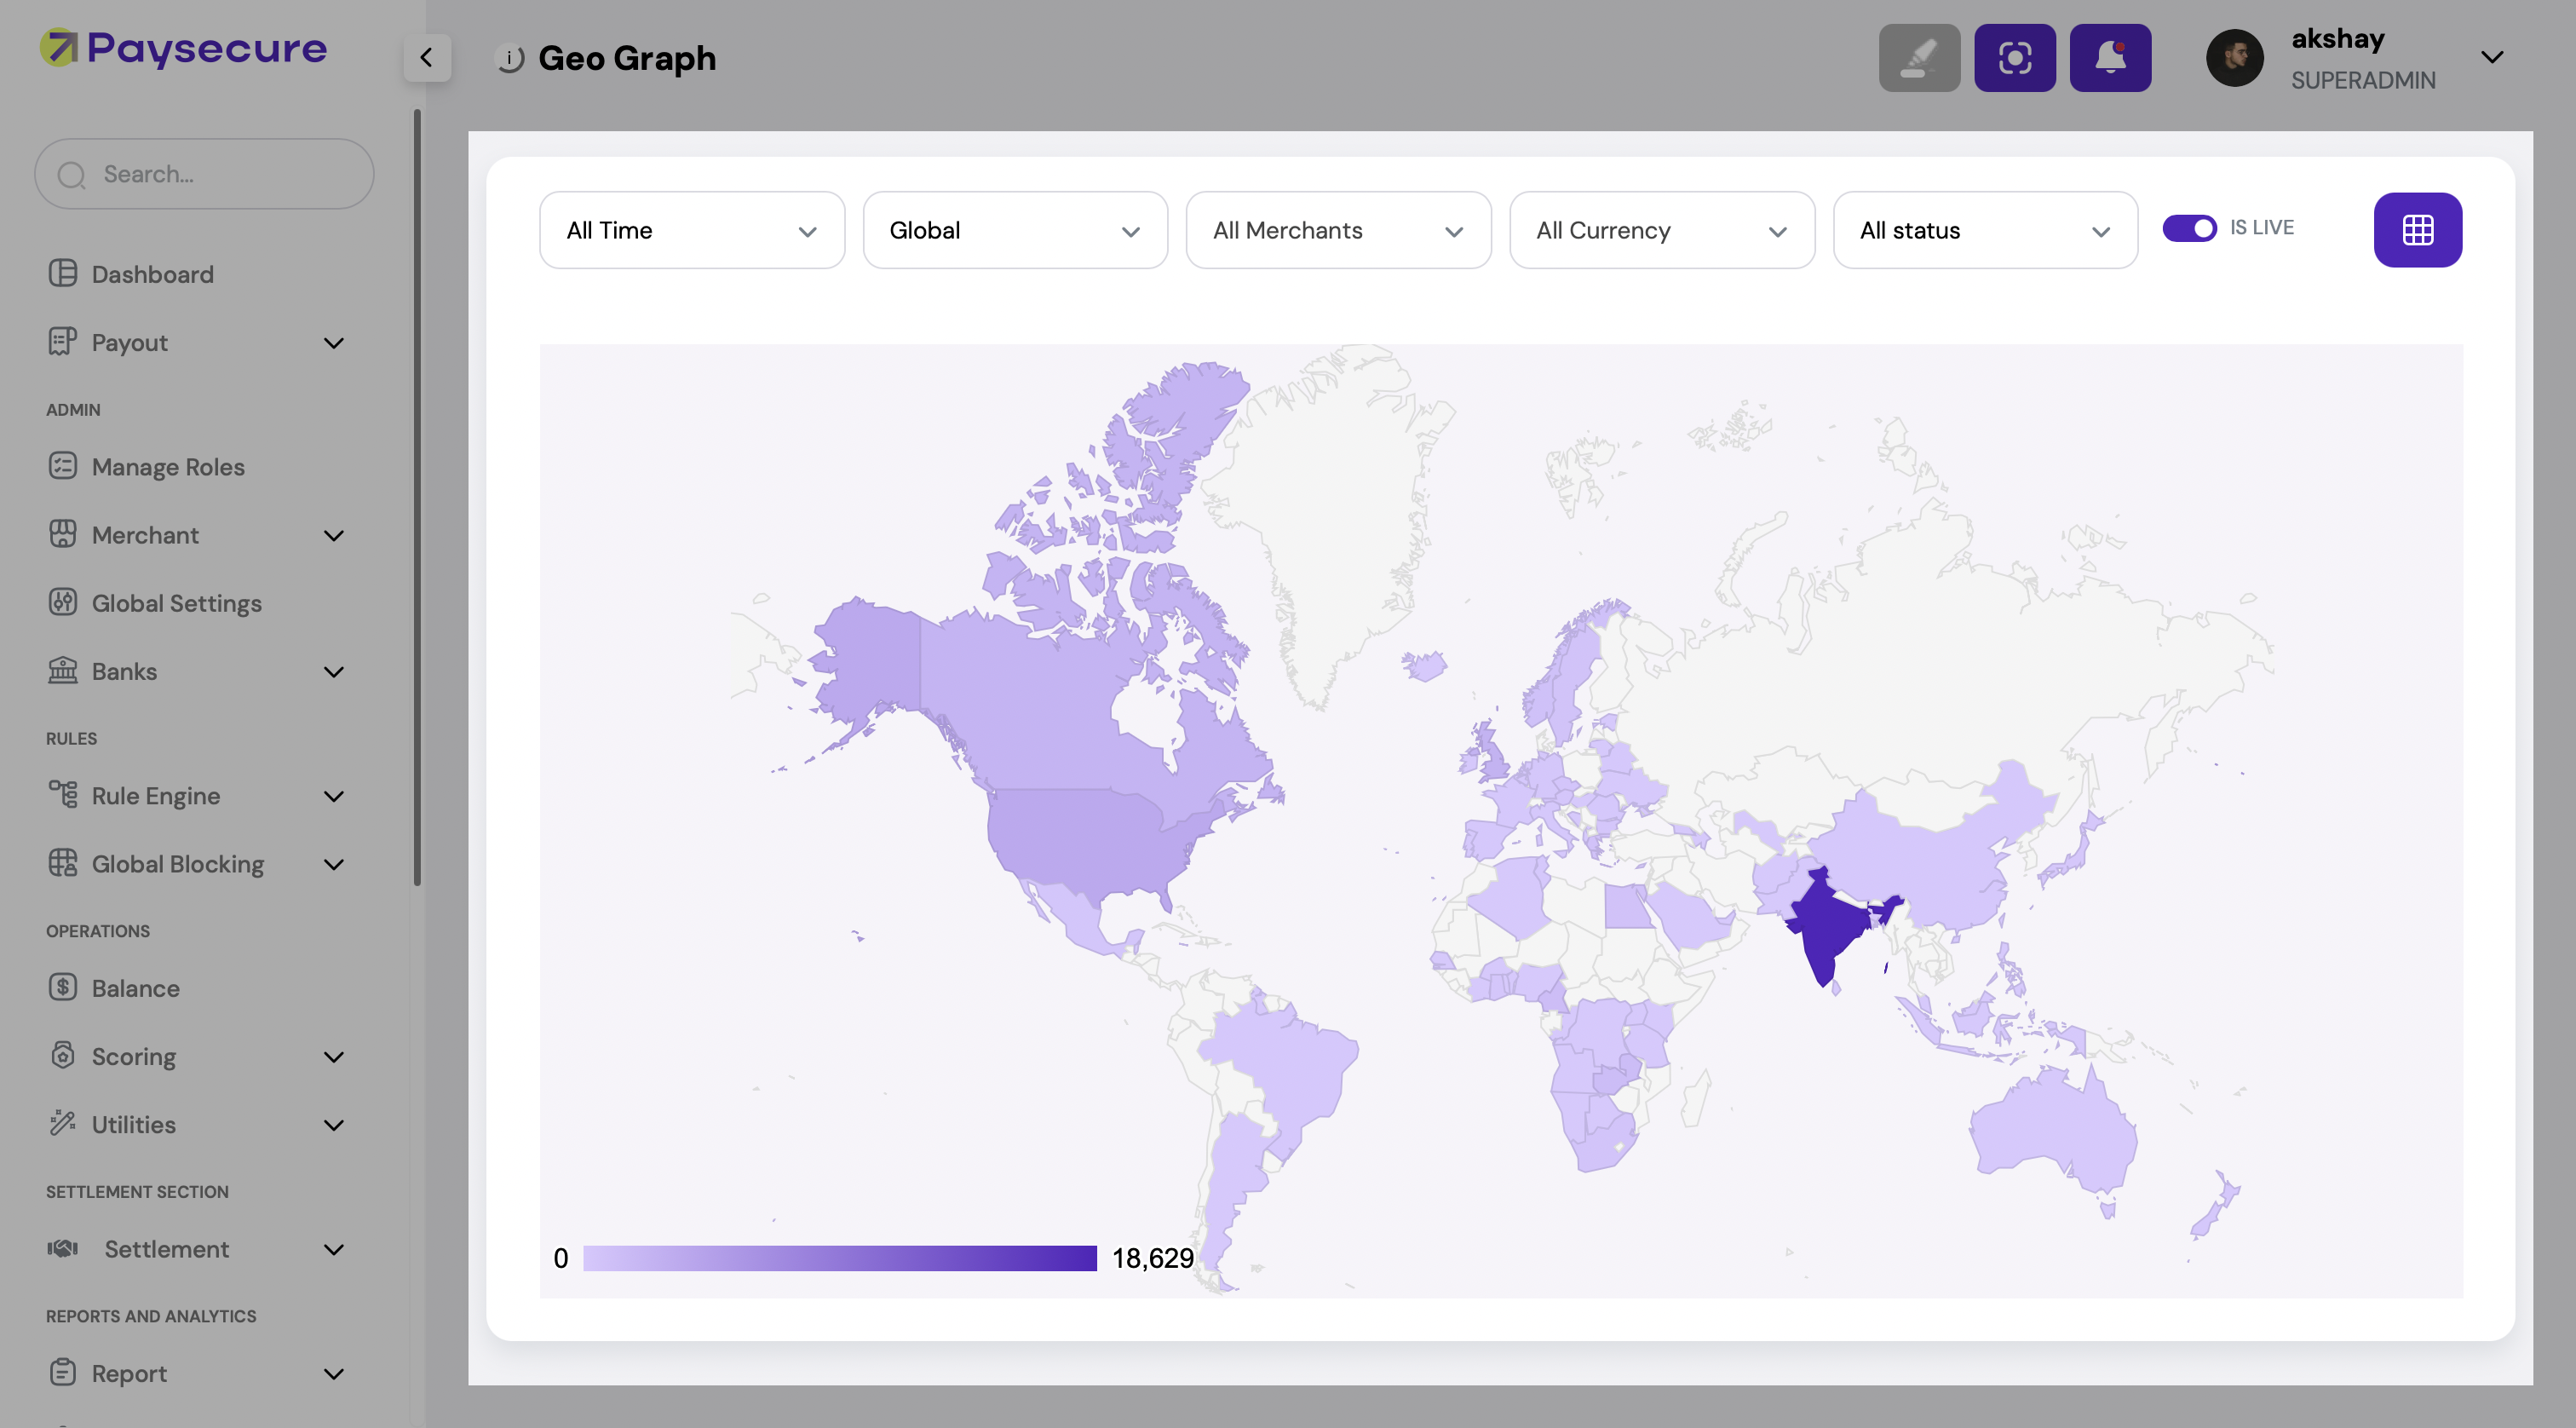 Paysecure
Search...
Dashboard
Payout
ADMIN
Manage Roles
Merchant
Global Settings
Banks
RULES
Rule Engine
Global Blocking
OPERATIONS
Balance
Scoring
Utilities
SETTLEMENT SECTION
Settlement
REPORTS AND ANALYTICS
Report
Geo Graph
akshay
SUPERADMIN
All Time
Global
All Merchants
All Currency
All status
IS LIVE
0
18,629